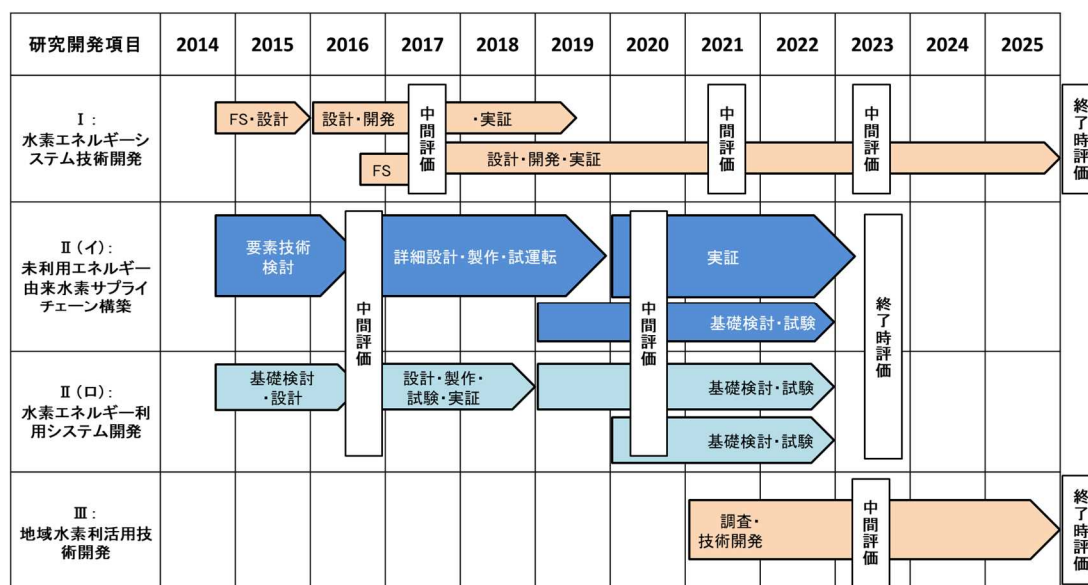 研究開発項目 2014 2015 2016 2017 2018 2019 2020 2021 2022 2023 2024 2025
Ⅰ:
水素エネルギーシ
ステム技術開発
FS・設計
設計・開発
・実証
FS
設計・開発・実証
中間評価
中間評価
中間評価
終了時評価
Ⅱ(イ):
未利用エネルギー
由来水素サプライ
チェーン構築
要素技術
検討
詳細設計・製作・試運転
実証
基礎検討・試験
中間評価
中間評価
終了時評価
Ⅱ(ロ):
水素エネルギー利
用システム開発
基礎検討
・設計
設計・製作・
試験・実証
基礎検討・試験
基礎検討・試験
Ⅲ:
地域水素利活用技
術開発
調査・
技術開発
中間評価
終了時評価